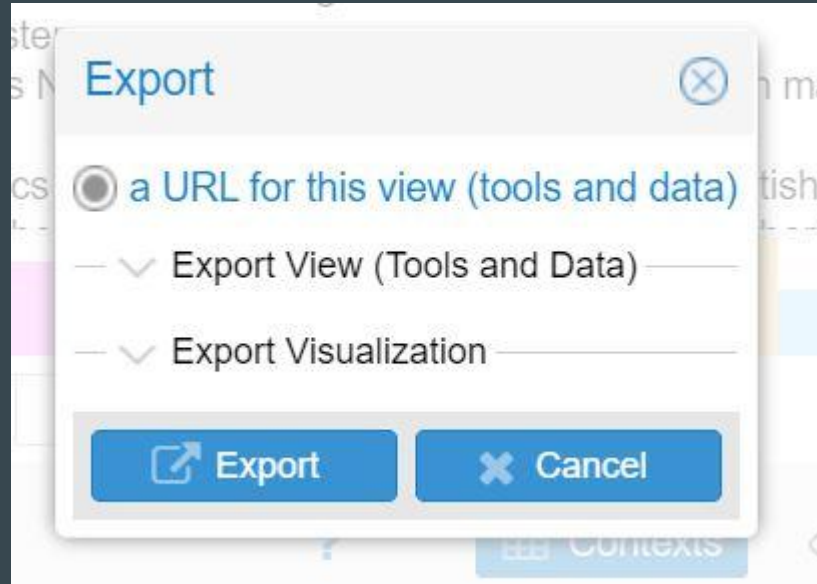 Export
a URL for this view (tools and data)
Export View (Tools and Data)
Export Visualization
Export
Cancel
?
Contexts